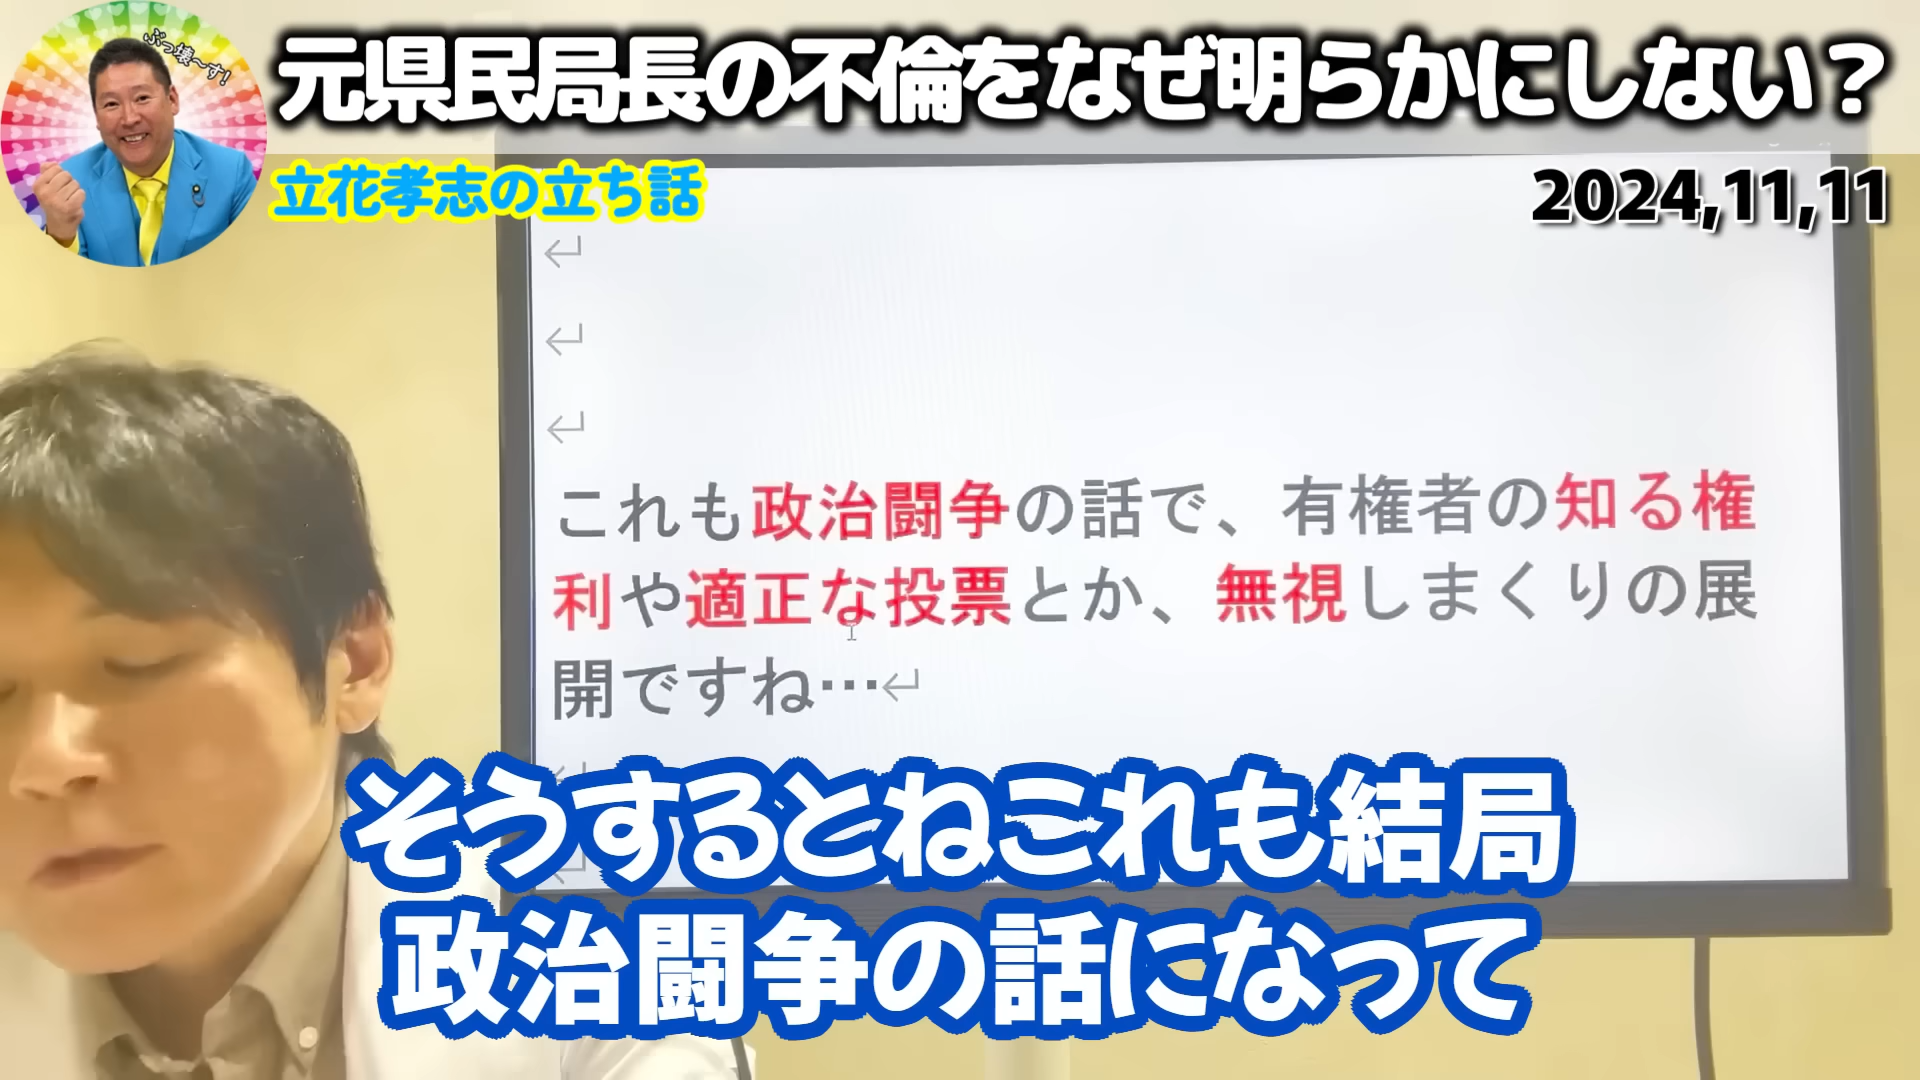 ぶっ壊～す!
元県民局長の不倫をなぜ明らかにしない？
立花孝志の立ち話
2024,11,11
これも政治闘争の話で、有権者の知る権
利や適正な投票とか、無視しまくりの展
開ですね…
そうするとねこれも結局
政治闘争の話になって